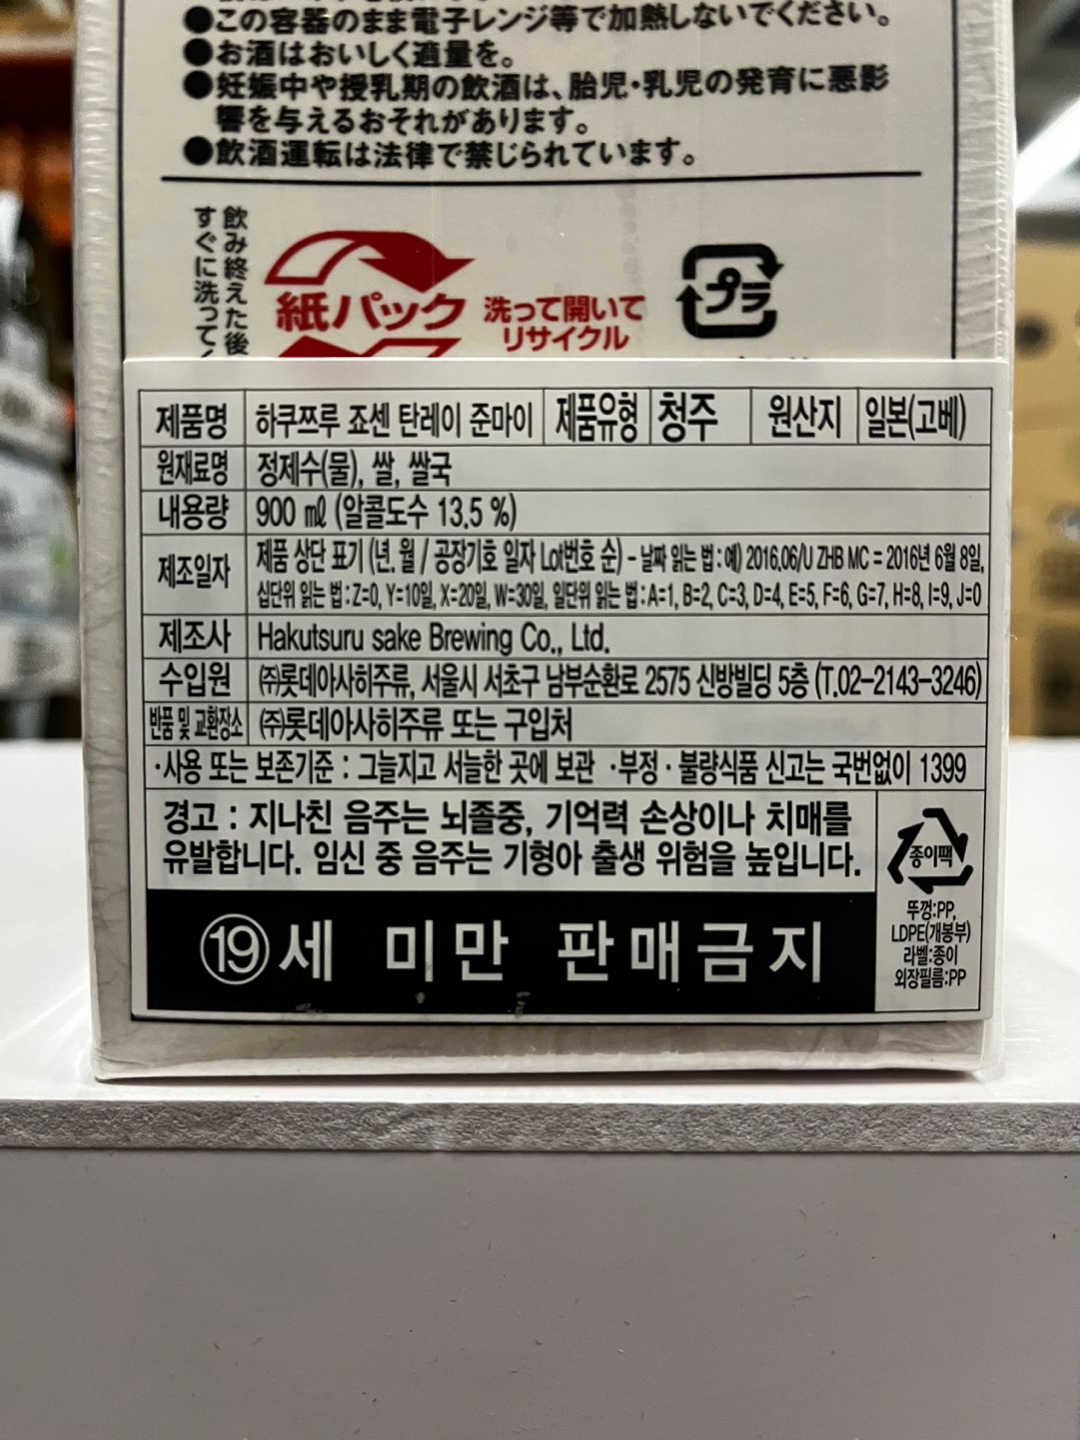 ●この容器のまま電子レンジ等で加熱しないでください。
●お酒はおいしく適量を。
●妊娠中や授乳期の飲酒は、胎児・乳児の発育に悪影
響を与えるおそれがあります。
●飲酒運転は法律で禁じられています。
飲み終えた後
すぐに洗って
紙パック
洗って開いて
リサイクル
プラ
제품명 하쿠쯔루 죠센 탄레이 준마이 제품유형 청주 원산지 일본(고베)
원재료명 정제수(물), 쌀, 쌀국
내용량 900 ㎖ (알콜도수 13.5 %)
제조일자 제품 상단 표기 (년. 월 / 공장기호 일자 Lot번호 순) - 날짜 읽는 법 : 예) 2016.06/U ZHB MC = 2016년 6월 8일,
십단위 읽는 법 : Z=0, Y=10일, X=20일, W=30일, 일단위 읽는 법 : A=1, B=2, C=3, D=4, E=5, F=6, G=7, H=8, I=9, J=0
제조사 Hakutsuru sake Brewing Co., Ltd.
수입원 ㈜롯데아사히주류, 서울시 서초구 남부순환로 2575 신방빌딩 5층 (T.02-2143-3246)
반품 및 교환장소 ㈜롯데아사히주류 또는 구입처
·사용 또는 보존기준 : 그늘지고 서늘한 곳에 보관 ·부정·불량식품 신고는 국번없이 1399
경고 : 지나친 음주는 뇌졸중, 기억력 손상이나 치매를
유발합니다. 임신 중 음주는 기형아 출생 위험을 높입니다.
⑲세 미만 판매금지
종이팩
뚜껑:PP,
LDPE(개봉부)
라벨:종이
외장필름:PP